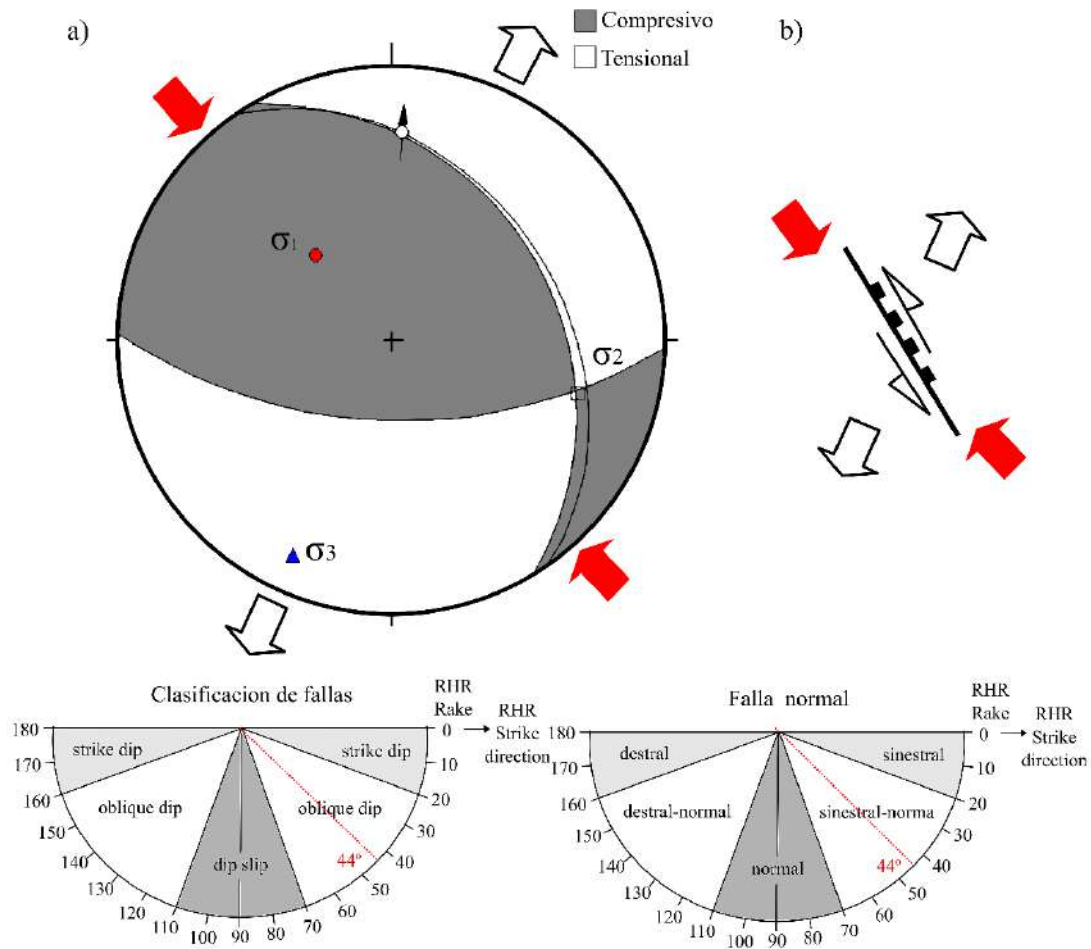 a)
Compresivo
Tensional
b)
σ1
σ2
σ3
Clasificacion de fallas
RHR
Rake
RHR
Strike
direction
180
170
160
150
140
130
120
110
100
90
80
70
60
50
40
30
20
10
0
strike dip
strike dip
oblique dip
oblique dip
dip slip
44º
Falla normal
RHR
Rake
RHR
Strike
direction
180
170
160
150
140
130
120
110
100
90
80
70
60
50
40
30
20
10
0
destral
sinestral
destral-normal
sinestral-norma
normal
44º